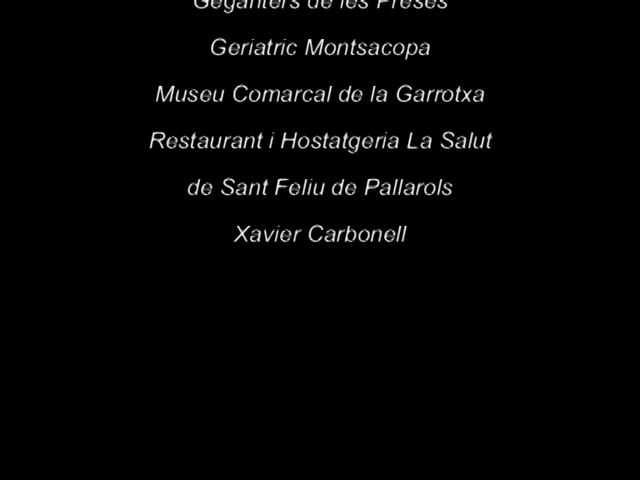 Geganters de les Preses
Geriatric Montsacopa
Museu Comarcal de la Garrotxa
Restaurant i Hostatgeria La Salut
de Sant Feliu de Pallarols
Xavier Carbonell